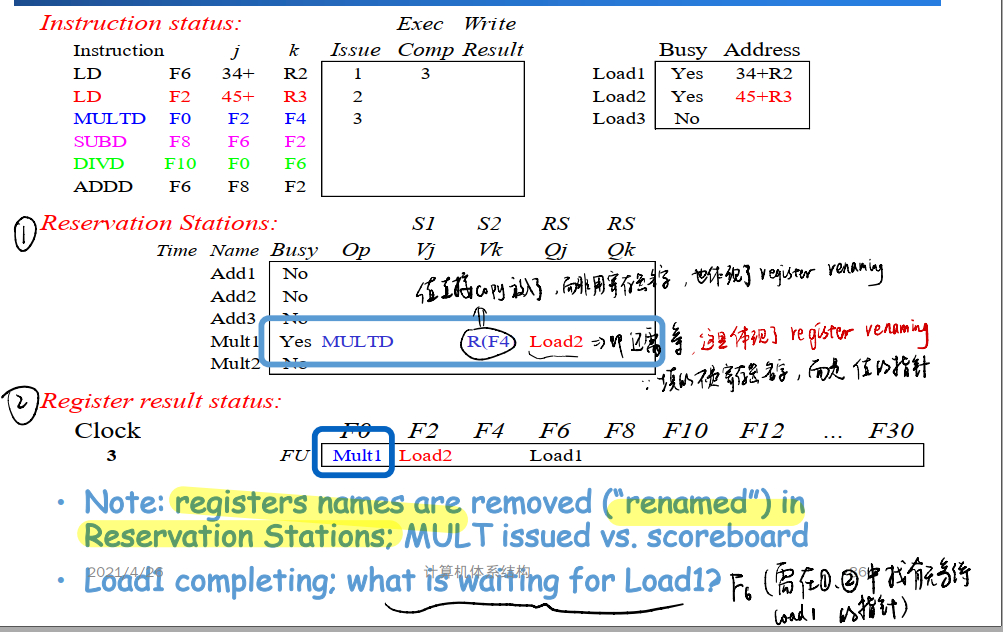 Instruction status: Exec Write
Instruction j k Issue Comp Result Busy Address
LD F6 34+ R2 1 3 Load1 Yes 34+R2
LD F2 45+ R3 2 Load2 Yes 45+R3
MULTD F0 F2 F4 3 Load3 No
SUBD F8 F6 F2
DIVD F10 F0 F6
ADDD F6 F8 F2
① Reservation Stations: S1 S2 RS RS
Time Name Busy Op Vj Vk Qj Qk
Add1 No
Add2 No 值直接copy放入了，而非用寄存器名字，也体现了register renaming
Add3 No
Mult1 Yes MULTD R(F4 Load2 => 即还需等，这里体现了register renaming
Mult2 No ∵填的不是寄存器名字，而是值的指针
② Register result status:
Clock F0 F2 F4 F6 F8 F10 F12 ... F30
3 FU Mult1 Load2 Load1
• Note: registers names are removed (“renamed”) in
Reservation Stations; MULT issued vs. scoreboard
2021/4/26 计算机体系结构 86
• Load1 completing; what is waiting for Load1? F6 (需在①、②中找有无等待
Load1 的指针)